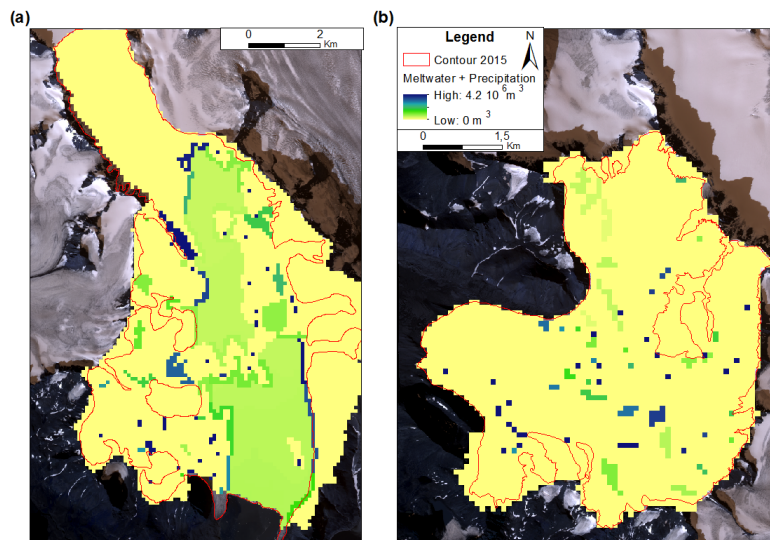 (a)
(b)
0 2
Km
Legend
N
Contour 2015
Meltwater + Precipitation
High: 4.2 10 6 m 3
Low: 0 m 3
0 1,5
Km